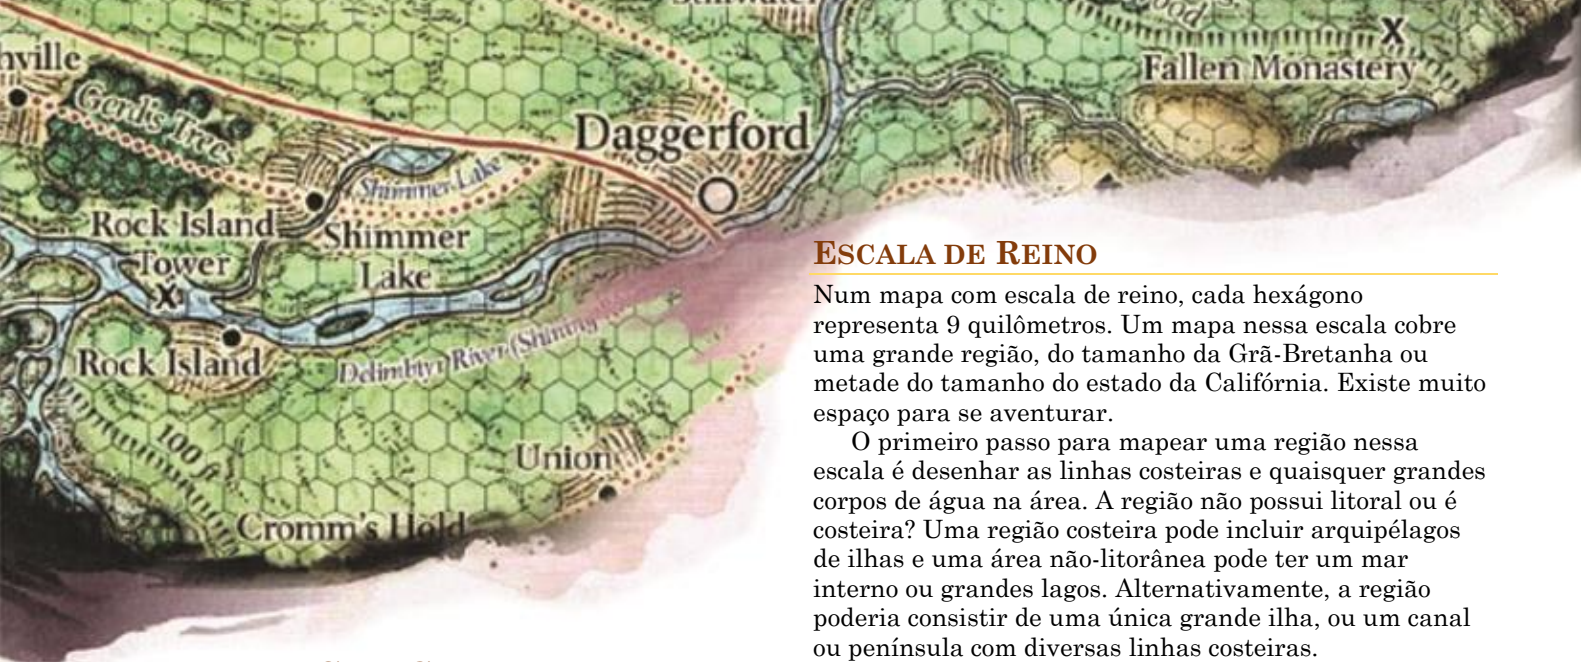 Daggerford
Fallen Monastery
X
Gerdis Trees
Shimmer Lake
Rock Island
Tower
X
Shimmer
Lake
Rock Island
Delimbiyr River (Shining
100 ft
Union
Cromm's Hold
ESCALA DE REINO
Num mapa com escala de reino, cada hexágono
representa 9 quilômetros. Um mapa nessa escala cobre
uma grande região, do tamanho da Grã-Bretanha ou
metade do tamanho do estado da Califórnia. Existe muito
espaço para se aventurar.
O primeiro passo para mapear uma região nessa
escala é desenhar as linhas costeiras e quaisquer grandes
corpos de água na área. A região não possui litoral ou é
costeira? Uma região costeira pode incluir arquipélagos
de ilhas e uma área não-litorânea pode ter um mar
interno ou grandes lagos. Alternativamente, a região
poderia consistir de uma única grande ilha, ou um canal
ou península com diversas linhas costeiras.